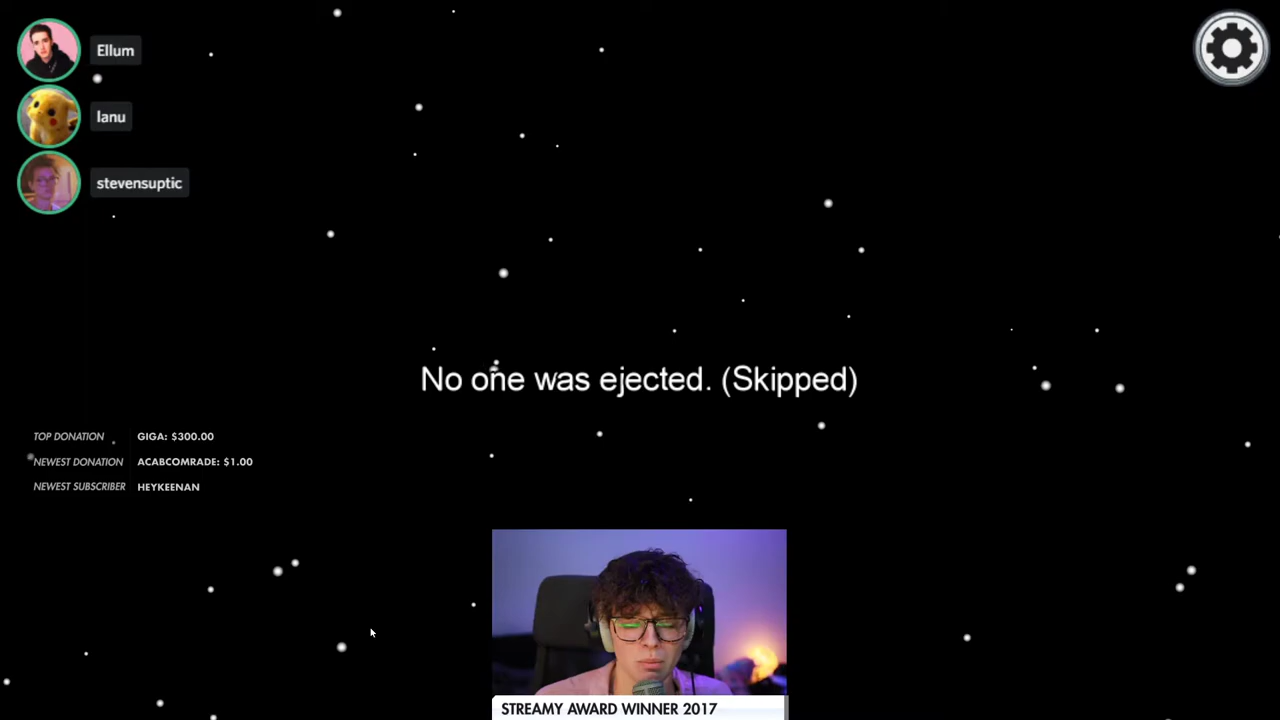 Ellum
lanu
stevensuptic
No one was ejected. (Skipped)
TOP DONATION GIGA: $300.00
NEWEST DONATION ACABCOMRADE: $1.00
NEWEST SUBSCRIBER HEYKEENAN
STREAMY AWARD WINNER 2017